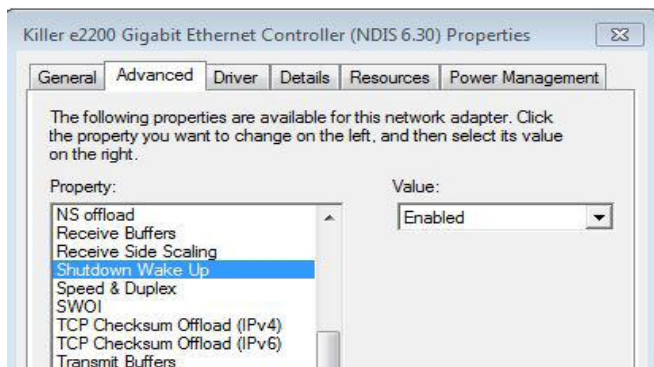 Killer e2200 Gigabit Ethernet Controller (NDIS 6.30) Properties
General Advanced Driver Details Resources Power Management
The following properties are available for this network adapter. Click
the property you want to change on the left, and then select its value
on the right.
Property:
Value:
NS offload
Receive Buffers
Receive Side Scaling
Shutdown Wake Up
Speed & Duplex
SWOI
TCP Checksum Offload (IPv4)
TCP Checksum Offload (IPv6)
Transmit Buffers
Enabled